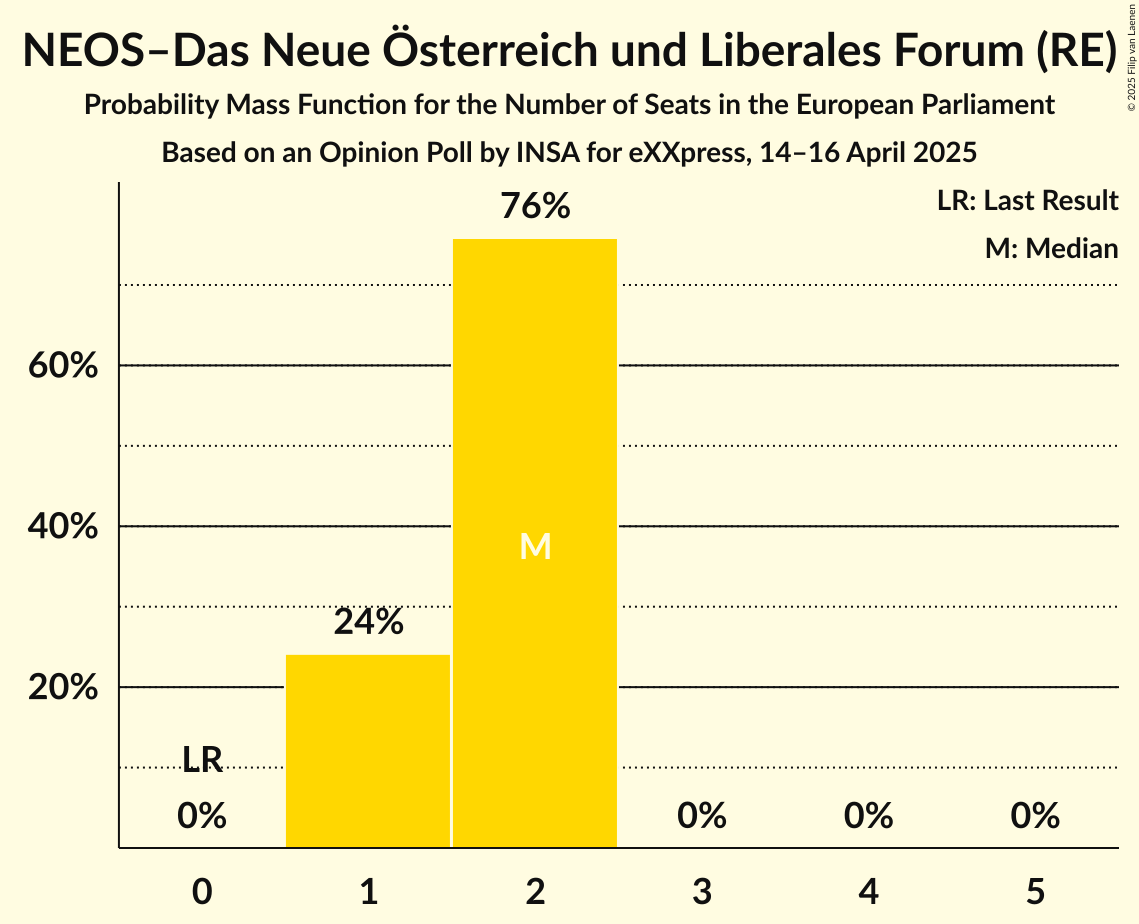 NEOS–Das Neue Österreich und Liberales Forum (RE)
Probability Mass Function for the Number of Seats in the European Parliament
Based on an Opinion Poll by INSA for eXXpress, 14–16 April 2025
© 2025 Filip van Laenen
LR: Last Result
M: Median
76%
60%
40%
M
24%
20%
LR
0%
0%
0%
0%
0 1 2 3 4 5